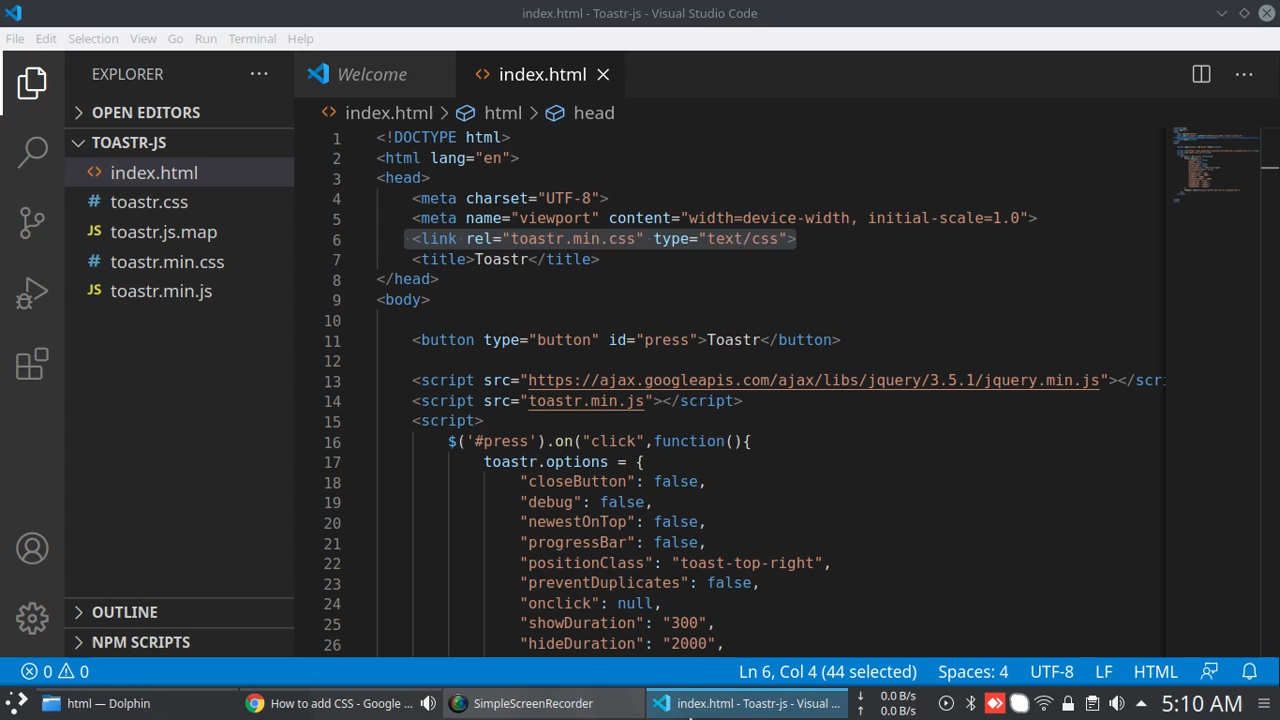 index.html - Toastr-js - Visual Studio Code
File Edit Selection View Go Run Terminal Help
EXPLORER ···
OPEN EDITORS
TOASTR-JS
index.html
toastr.css
JS toastr.js.map
toastr.min.css
JS toastr.min.js
OUTLINE
NPM SCRIPTS
Welcome
index.html
index.html > html > head
1 <!DOCTYPE html>
2 <html lang="en">
3 <head>
4 <meta charset="UTF-8">
5 <meta name="viewport" content="width=device-width, initial-scale=1.0">
6 <link rel="toastr.min.css" type="text/css">
7 <title>Toastr</title>
8 </head>
9 <body>
10
11 <button type="button" id="press">Toastr</button>
12
13 <script src="https://ajax.googleapis.com/ajax/libs/jquery/3.5.1/jquery.min.js"></scri
14 <script src="toastr.min.js"></script>
15 <script>
16 $('#press').on("click",function(){
17 toastr.options = {
18 "closeButton": false,
19 "debug": false,
20 "newestOnTop": false,
21 "progressBar": false,
22 "positionClass": "toast-top-right",
23 "preventDuplicates": false,
24 "onclick": null,
25 "showDuration": "300",
26 "hideDuration": "2000",
0 0 Ln 6, Col 4 (44 selected) Spaces: 4 UTF-8 LF HTML
html — Dolphin How to add CSS - Google ... SimpleScreenRecorder index.html - Toastr-js - Visual ... 0.0 B/s 5:10 AM
0.0 B/s